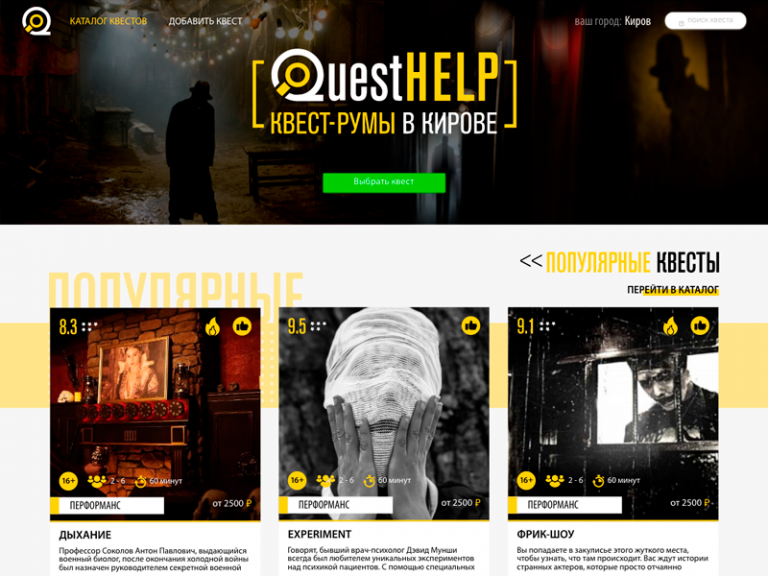 КАТАЛОГ КВЕСТОВ ДОБАВИТЬ КВЕСТ ваш город: Киров поиск квеста
QuestHELP
КВЕСТ-РУМЫ В КИРОВЕ
Выбрать квест
<< ПОПУЛЯРНЫЕ КВЕСТЫ
ПЕРЕЙТИ В КАТАЛОГ
ПОПУЛЯРНЫЕ
8.3
16+ 2 - 6 60 минут
ПЕРФОРМАНС от 2500 ₽
ДЫХАНИЕ
Профессор Соколов Антон Павлович, выдающийся
военный биолог, после окончания холодной войны
был назначен руководителем секретной военной
9.5
16+ 2 - 6 60 минут
ПЕРФОРМАНС от 2500 ₽
EXPERIMENT
Говорят, бывший врач-психолог Дэвид Мунши
всегда был любителем уникальных экспериментов
над психикой пациентов. С помощью специальных
9.1
16+ 2 - 6 60 минут
ПЕРФОРМАНС от 2500 ₽
ФРИК-ШОУ
Вы попадаете в закулисье этого жуткого места,
чтобы узнать, что там происходит. Вас ждут истории
странных актеров, которые просто отчаянно